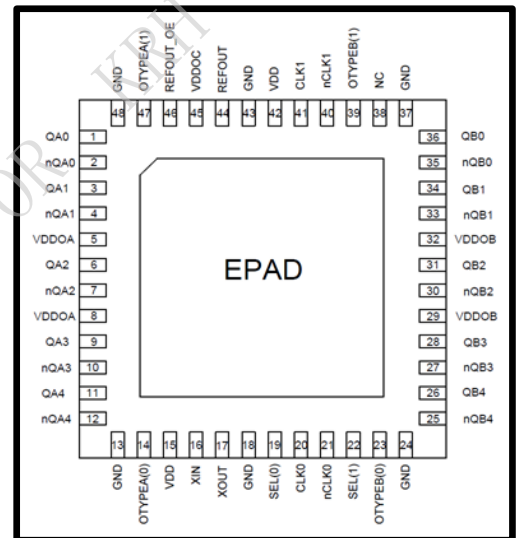 OR KRH
GND
OTYPEA(1)
REFOUT_OE
VDDOC
REFOUT
GND
VDD
CLK1
nCLK1
OTYPEB(1)
NC
GND
48 47 46 45 44 43 42 41 40 39 38 37
QA0 1 36 QB0
nQA0 2 35 nQB0
QA1 3 34 QB1
nQA1 4 33 nQB1
VDDOA 5 32 VDDOB
QA2 6 31 QB2
EPAD
nQA2 7 30 nQB2
VDDOA 8 29 VDDOB
QA3 9 28 QB3
nQA3 10 27 nQB3
QA4 11 26 QB4
nQA4 12 25 nQB4
13 14 15 16 17 18 19 20 21 22 23 24
GND
OTYPEA(0)
VDD
XIN
XOUT
GND
SEL(0)
CLK0
nCLK0
SEL(1)
OTYPEB(0)
GND